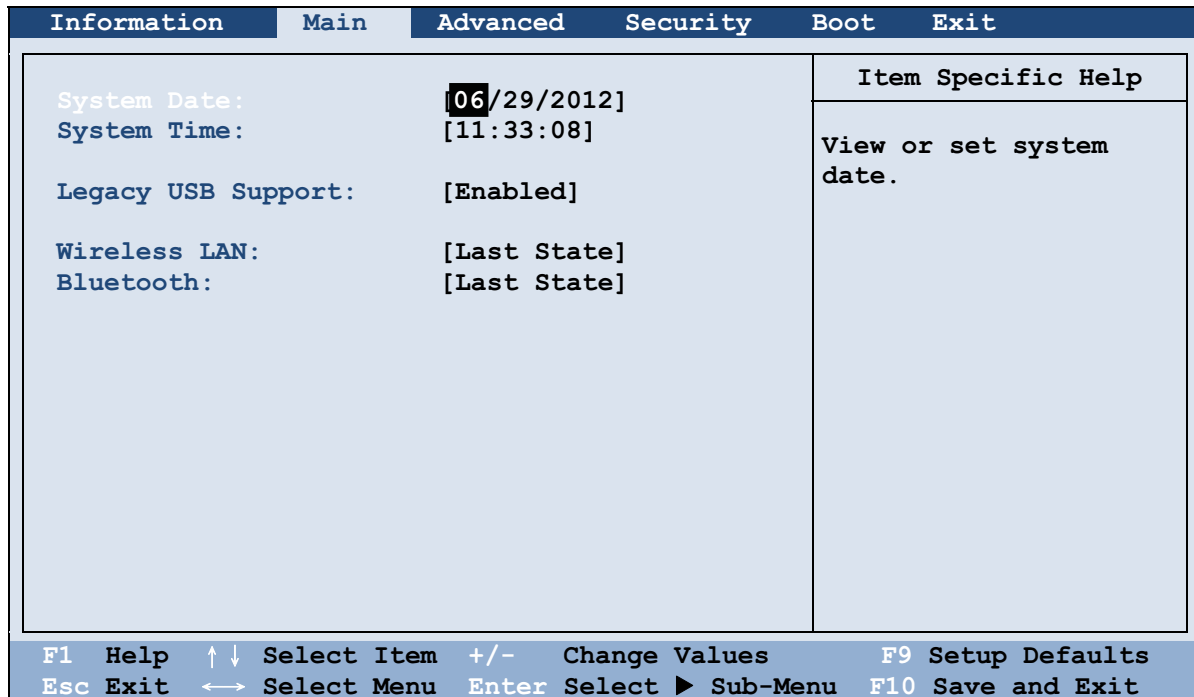 Information Main Advanced Security Boot Exit
Item Specific Help
System Date: [06/29/2012]
System Time: [11:33:08]
View or set system
date.
Legacy USB Support: [Enabled]
Wireless LAN: [Last State]
Bluetooth: [Last State]
F1 Help ↑↓ Select Item +/- Change Values F9 Setup Defaults
Esc Exit ←→ Select Menu Enter Select ▶ Sub-Menu F10 Save and Exit